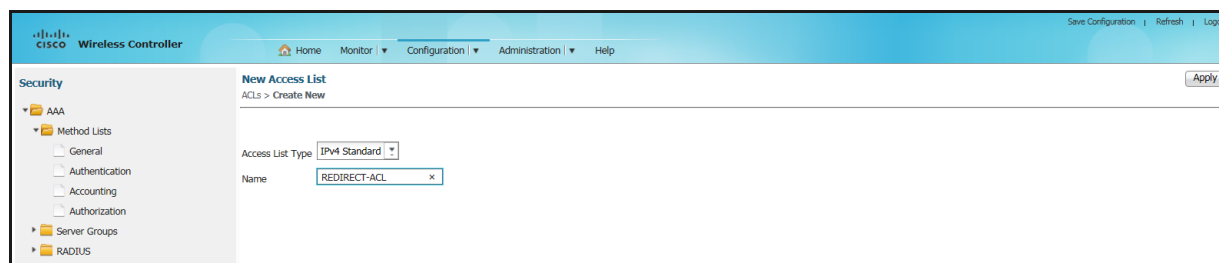 Save Configuration | Refresh |
CISCO Wireless Controller
Home Monitor Configuration Administration Help
Security
AAA
Method Lists
General
Authentication
Accounting
Authorization
Server Groups
RADIUS
New Access List
ACLs > Create New
Apply
Access List Type IPv4 Standard
Name REDIRECT-ACL ×